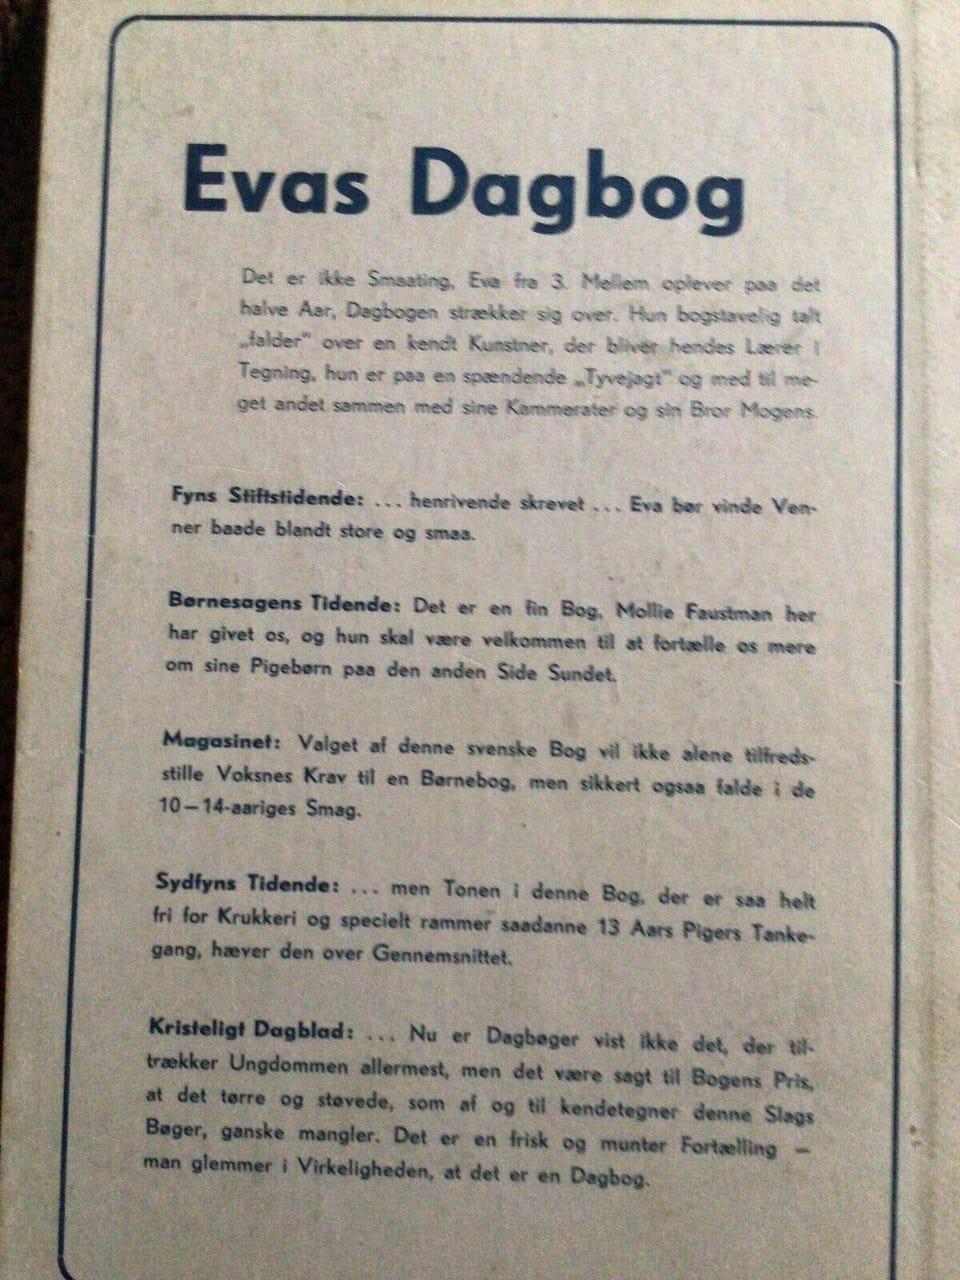 Evas Dagbog
Det er ikke Smaating, Eva fra 3. Mellem oplever paa det
halve Aar, Dagbogen strækker sig over. Hun bogstavelig talt
„falder" over en kendt Kunstner, der bliver hendes Lærer i
Tegning, hun er paa en spændende „Tyvejagt" og med til me-
get andet sammen med sine Kammerater og sin Bror Mogens.
Fyns Stiftstidende: ... henrivende skrevet ... Eva bør vinde Ven-
ner baade blandt store og smaa.
Børnesagens Tidende: Det er en fin Bog, Mollie Faustman her
har givet os, og hun skal være velkommen til at fortælle os mere
om sine Pigebørn paa den anden Side Sundet.
Magasinet: Valget af denne svenske Bog vil ikke alene tilfreds-
stille Voksnes Krav til en Børnebog, men sikkert ogsaa falde i de
10—14-aariges Smag.
Sydfyns Tidende: ... men Tonen i denne Bog, der er saa helt
fri for Krukkeri og specielt rammer saadanne 13 Aars Pigers Tanke-
gang, hæver den over Gennemsnittet.
Kristeligt Dagblad: ... Nu er Dagbøger vist ikke det, der til-
trækker Ungdommen allermest, men det være sagt til Bogens Pris,
at det tørre og støvede, som af og til kendetegner denne Slags
Bøger, ganske mangler. Det er en frisk og munter Fortælling —
man glemmer i Virkeligheden, at det er en Dagbog.